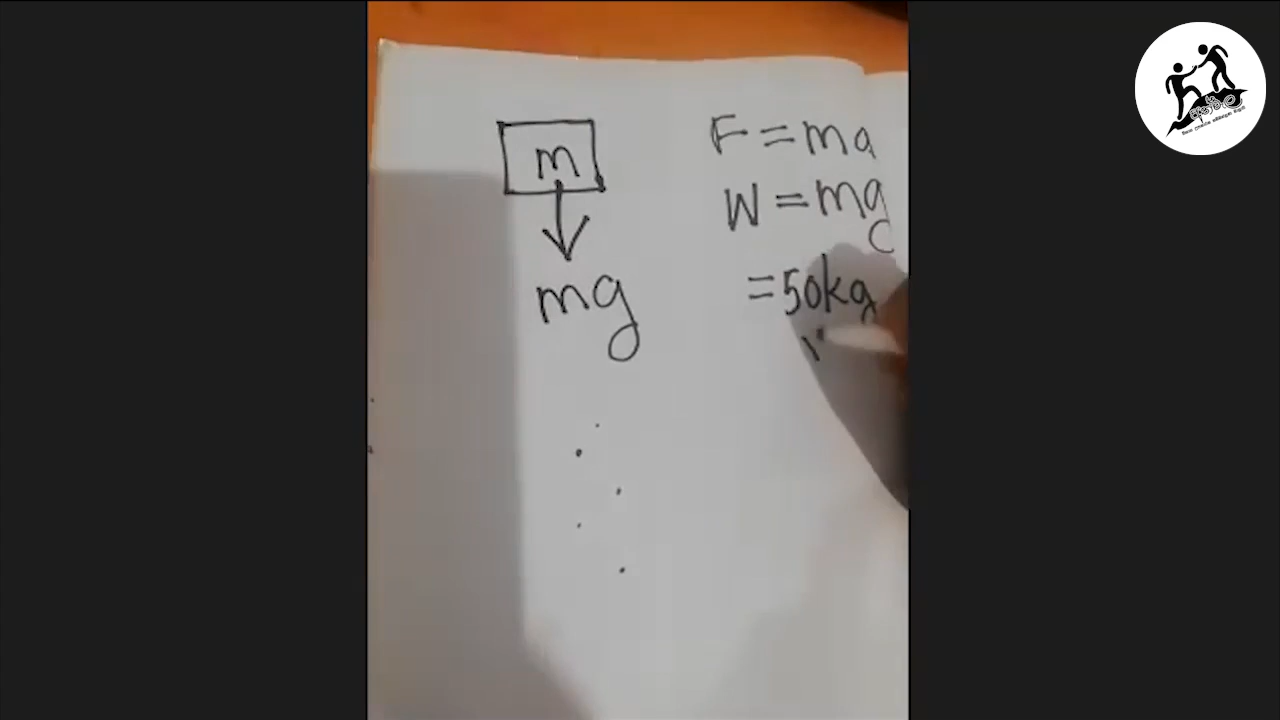 m
mg
F = ma
W = mg
= 50kg